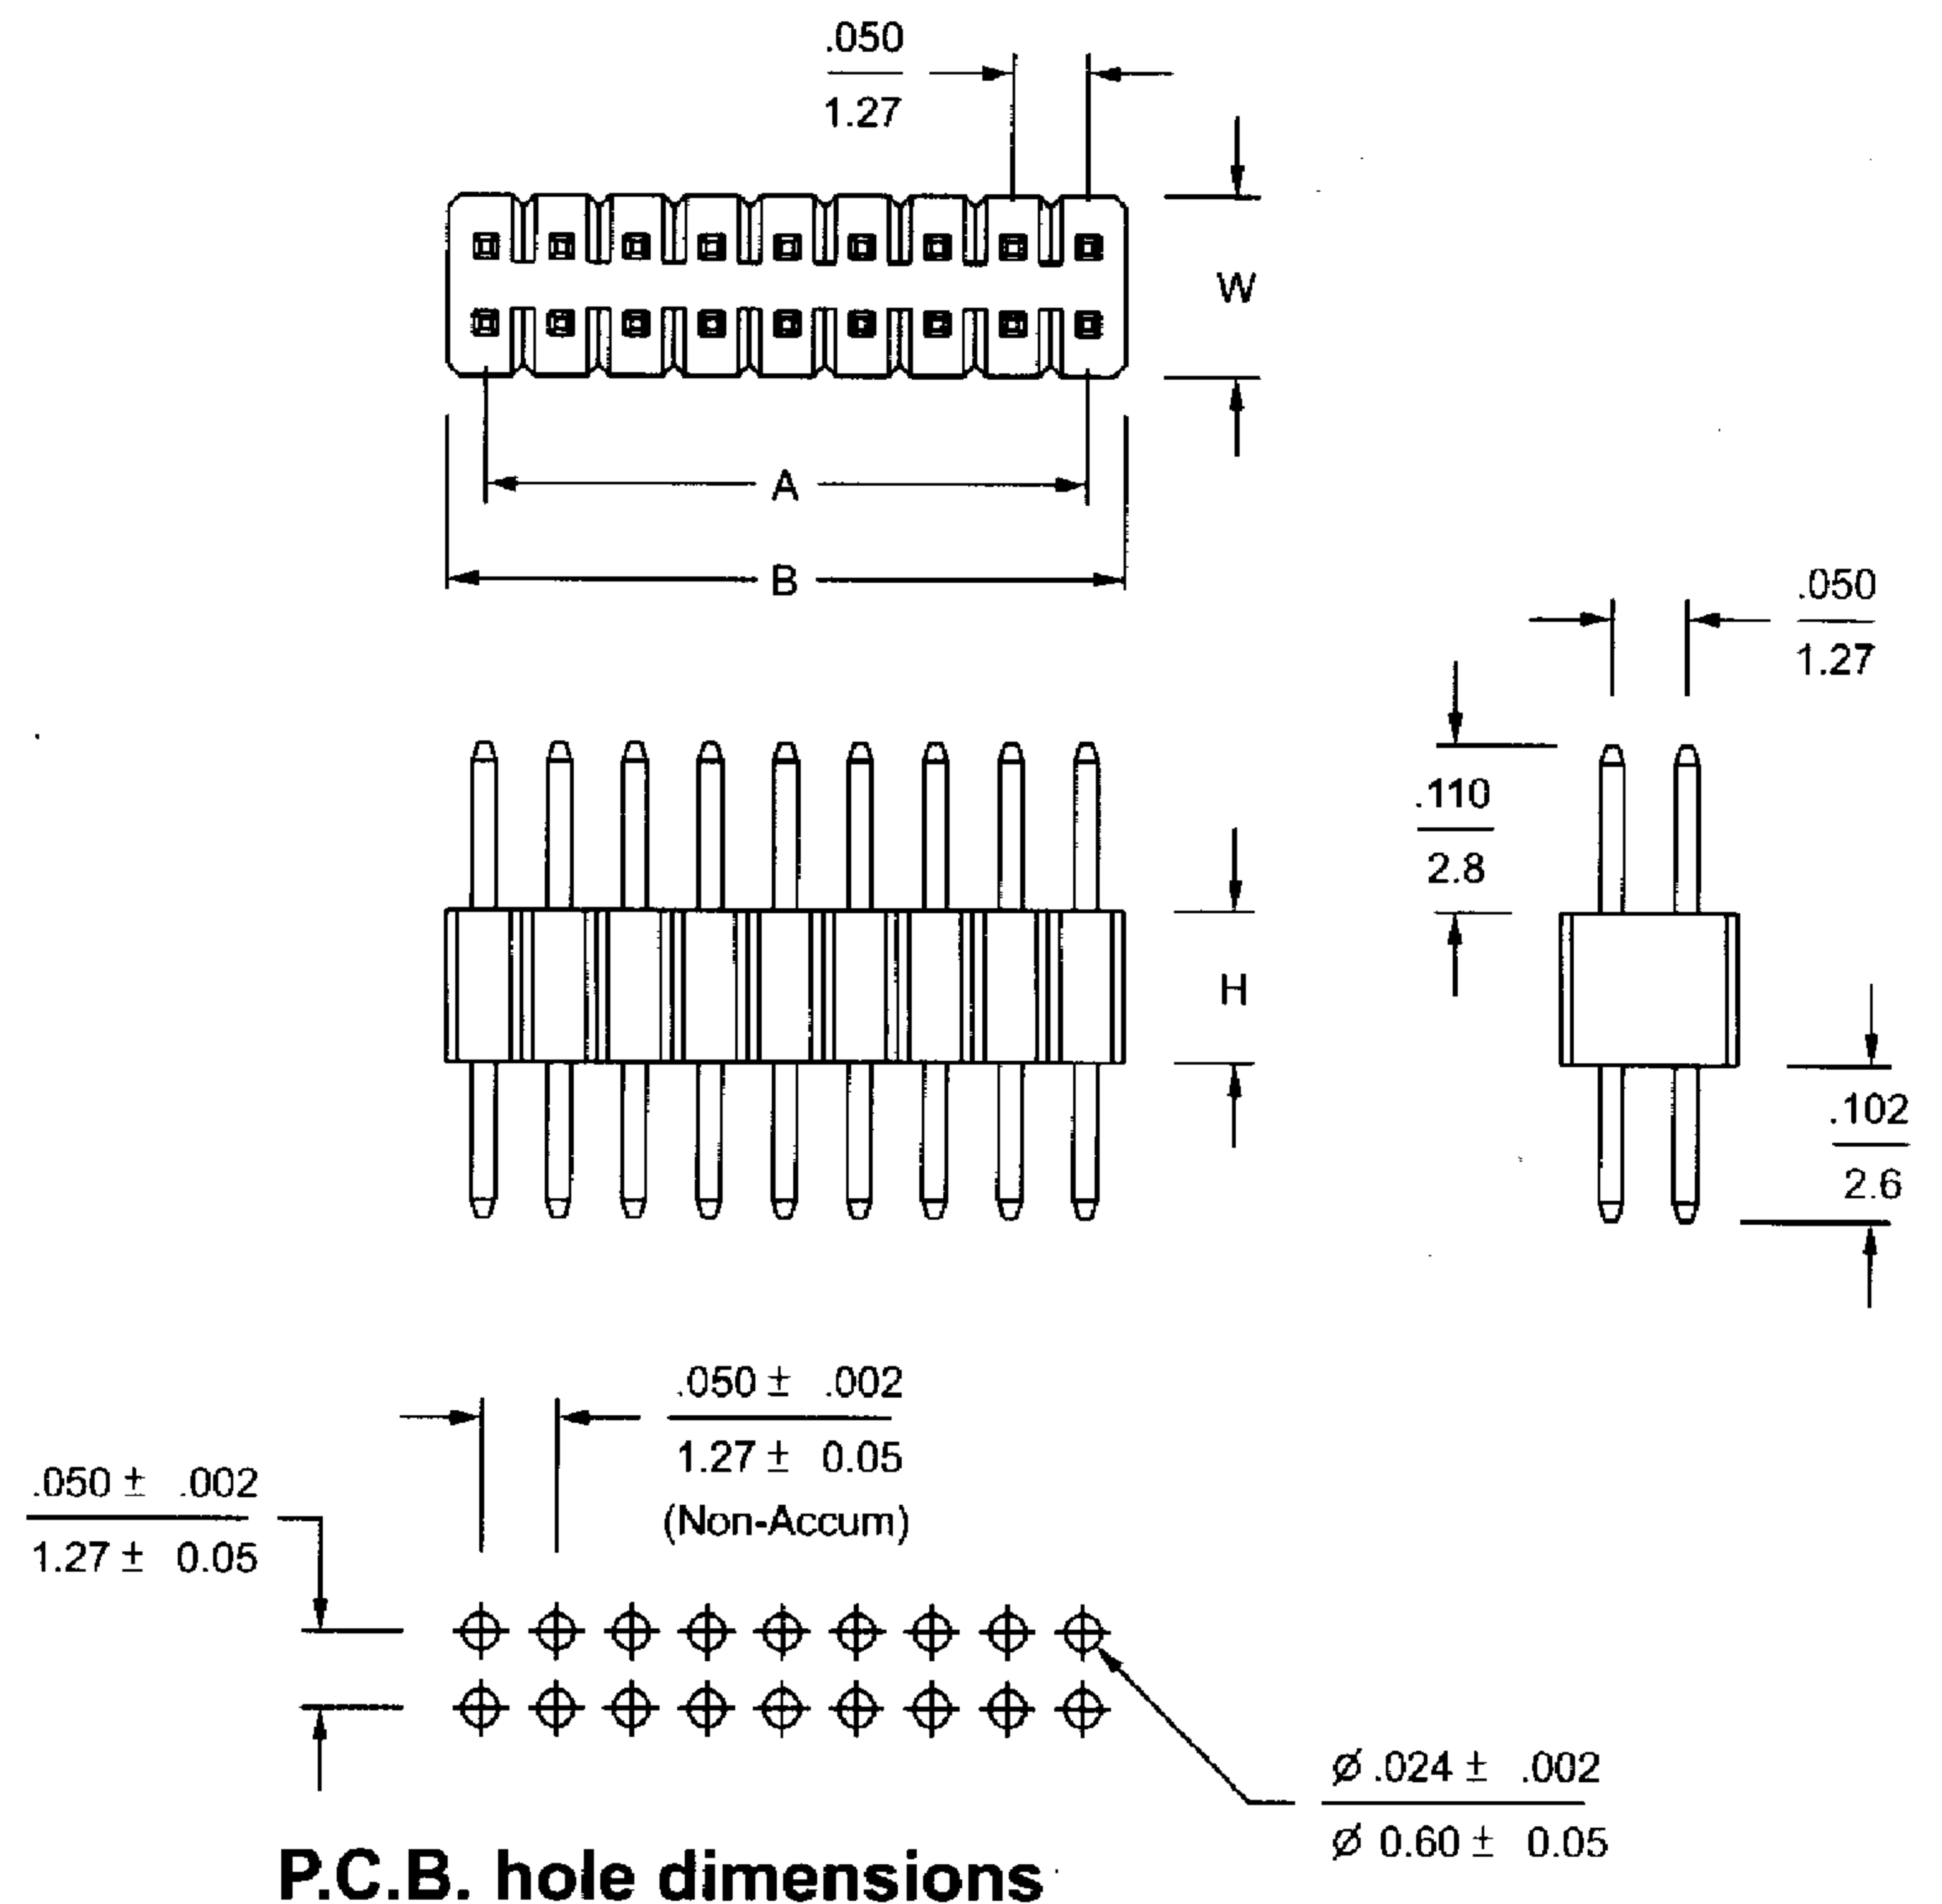 .050
1.27
W
A
B
.050
1.27
.110
2.8
H
.102
2.6
.050 ± .002
1.27 ± 0.05
(Non-Accum)
.050 ± .002
1.27 ± 0.05
Ø .024 ± .002
Ø 0.60 ± 0.05
P.C.B. hole dimensions